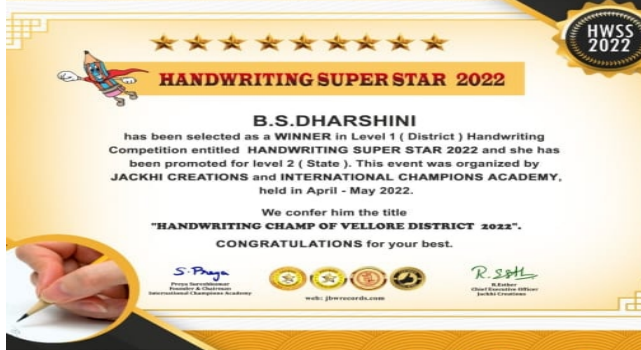 HWSS
2022
HANDWRITING SUPER STAR 2022
B.S.DHARSHINI
has been selected as a WINNER in Level 1 ( District ) Handwriting
Competition entitled HANDWRITING SUPER STAR 2022 and she has
been promoted for level 2 ( State ). This event was organized by
JACKHI CREATIONS and INTERNATIONAL CHAMPIONS ACADEMY,
held in April - May 2022.
We confer him the title
"HANDWRITING CHAMP OF VELLORE DISTRICT 2022".
CONGRATULATIONS for your best.
S. Preya
Preya Sureshkumar
Founder & Chairman
International Champions Academy
web: jbwrecords.com
R.Esther
Chief Executive Officer
Jackhi Creations